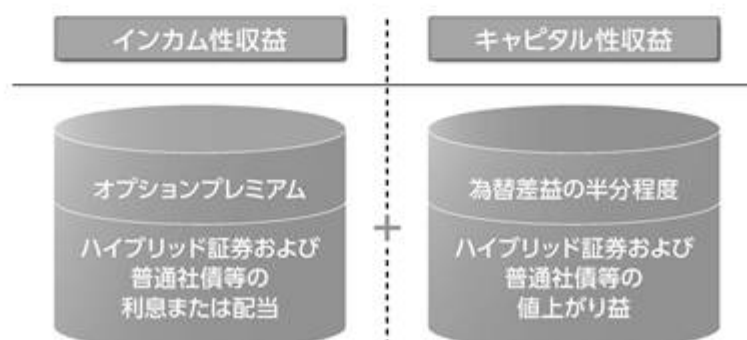 インカム性収益
キャピタル性収益
オプションプレミアム
ハイブリッド証券および
普通社債等の
利息または配当
+
為替差益の半分程度
ハイブリッド証券および
普通社債等の
値上がり益